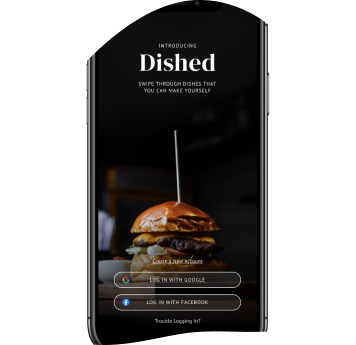 INTRODUCING
Dished
SWIPE THROUGH DISHES THAT
YOU CAN MAKE YOURSELF
Create a New Account
LOG IN WITH GOOGLE
LOG IN WITH FACEBOOK
Trouble Logging In?